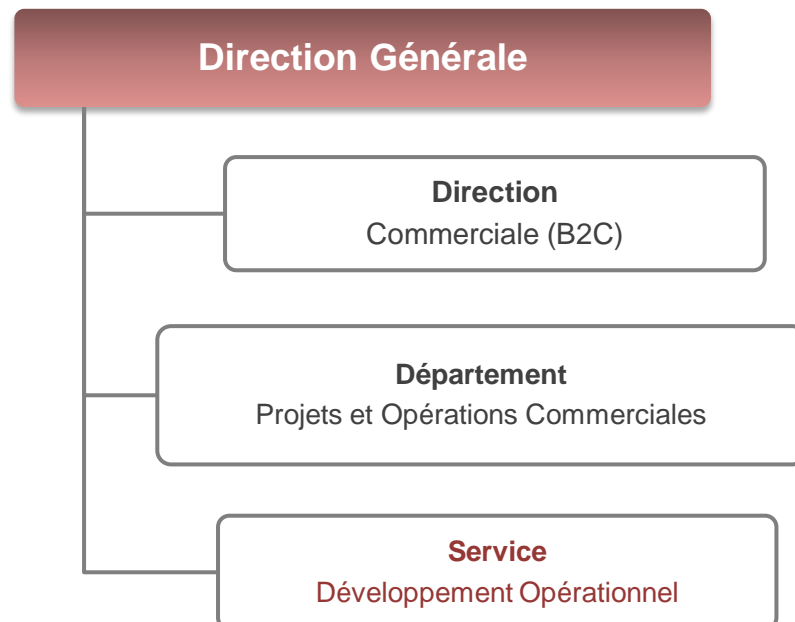 Direction Générale
Direction
Commerciale (B2C)
Département
Projets et Opérations Commerciales
Service
Développement Opérationnel